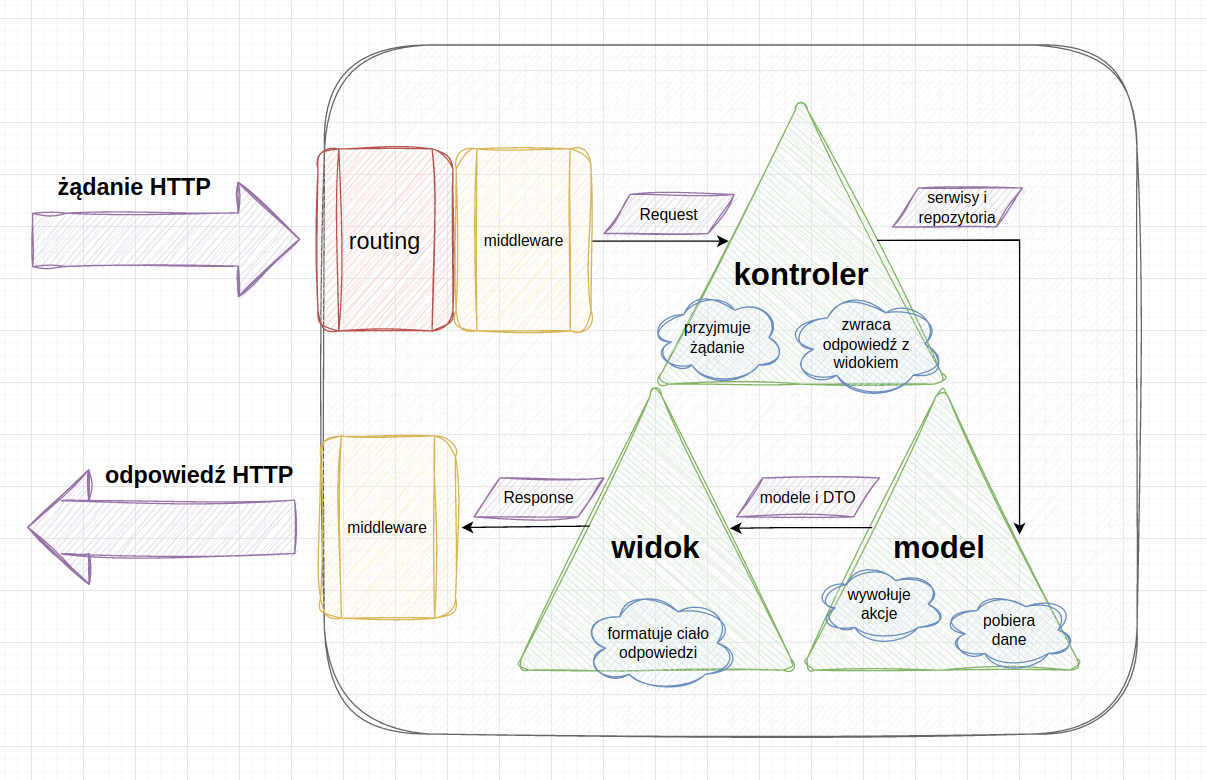 żądanie HTTP
routing
middleware
Request
serwisy i
repozytoria
kontroler
przyjmuje
żądanie
zwraca
odpowiedź z
widokiem
odpowiedź HTTP
middleware
Response
widok
formatuje ciało
odpowiedzi
modele i DTO
model
wywołuje
akcje
pobiera
dane